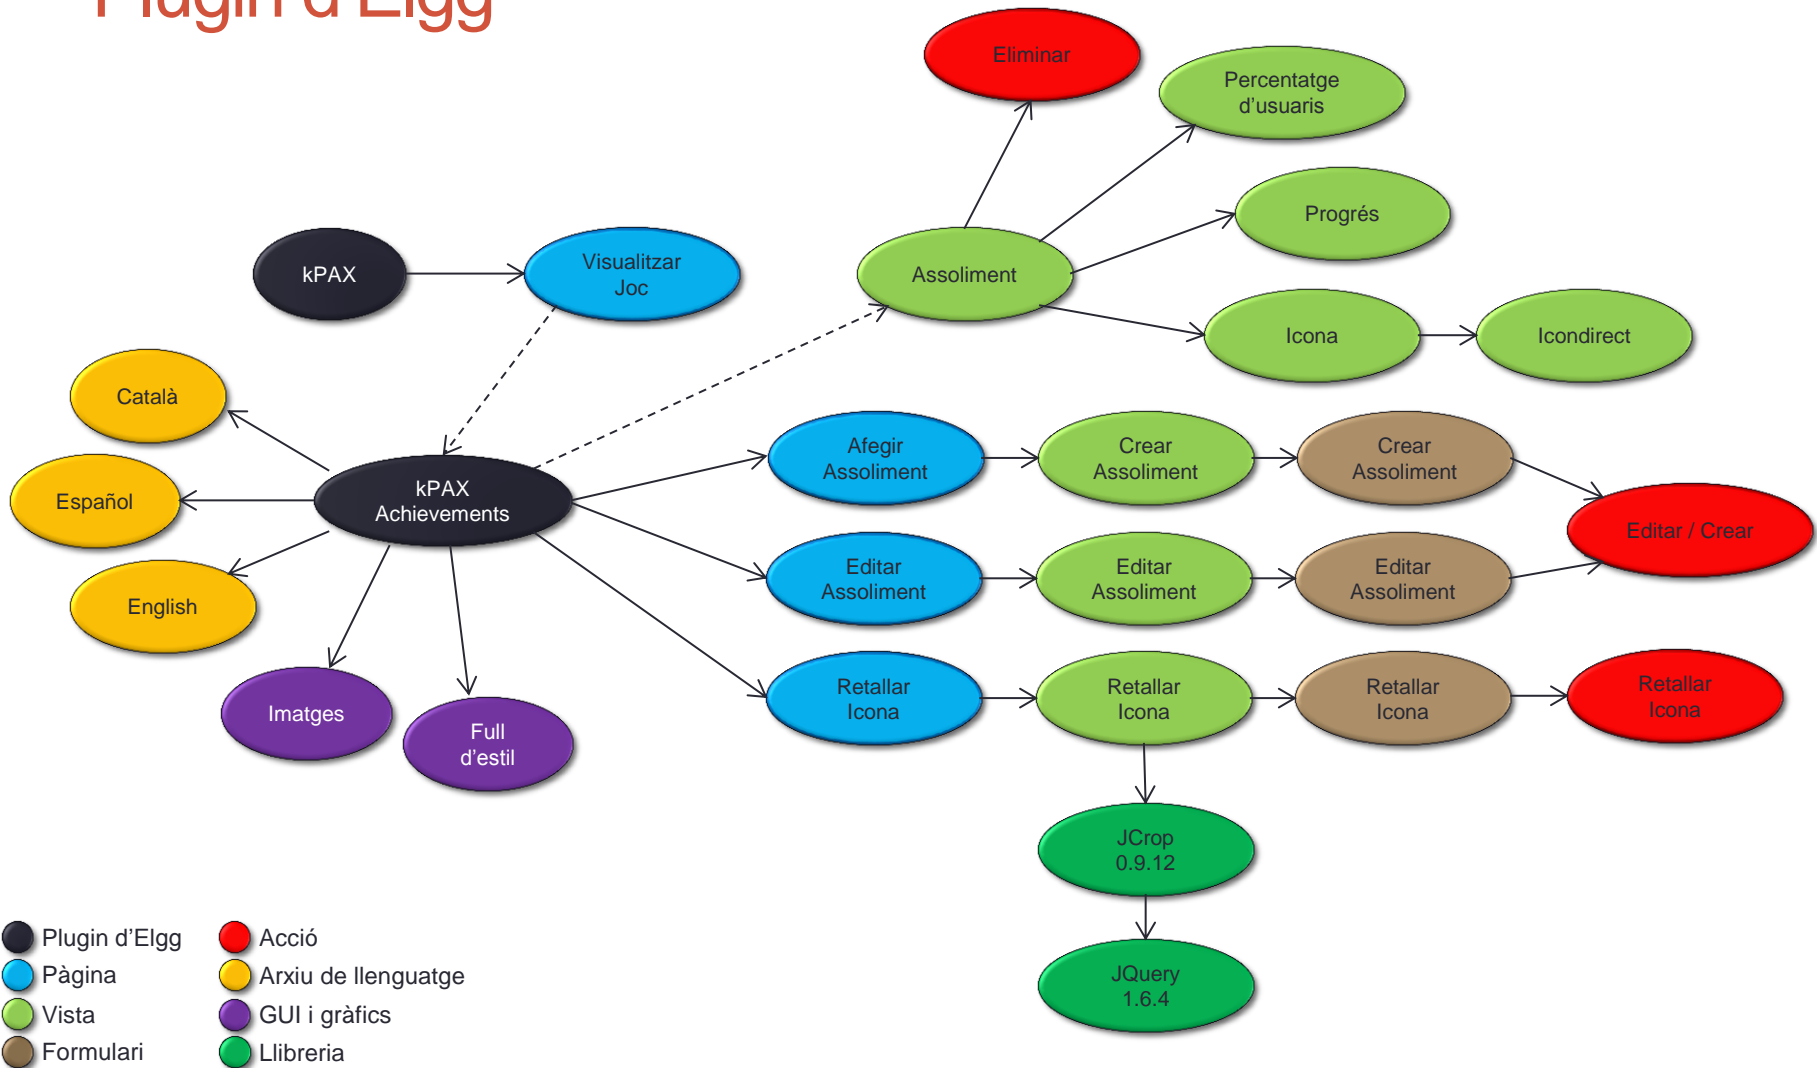 Plugin d'Elgg
Eliminar
Percentatge
d'usuaris
Progrés
kPAX
Visualitzar
Joc
Assoliment
Icona
Icondirect
Català
Español
English
kPAX
Achievements
Imatges
Full
d'estil
Afegir
Assoliment
Crear
Assoliment
Crear
Assoliment
Editar / Crear
Editar
Assoliment
Editar
Assoliment
Editar
Assoliment
Retallar
Icona
Retallar
Icona
Retallar
Icona
Retallar
Icona
JCrop
0.9.12
JQuery
1.6.4
Plugin d'Elgg
Pàgina
Vista
Formulari
Acció
Arxiu de llenguatge
GUI i gràfics
Llibreria